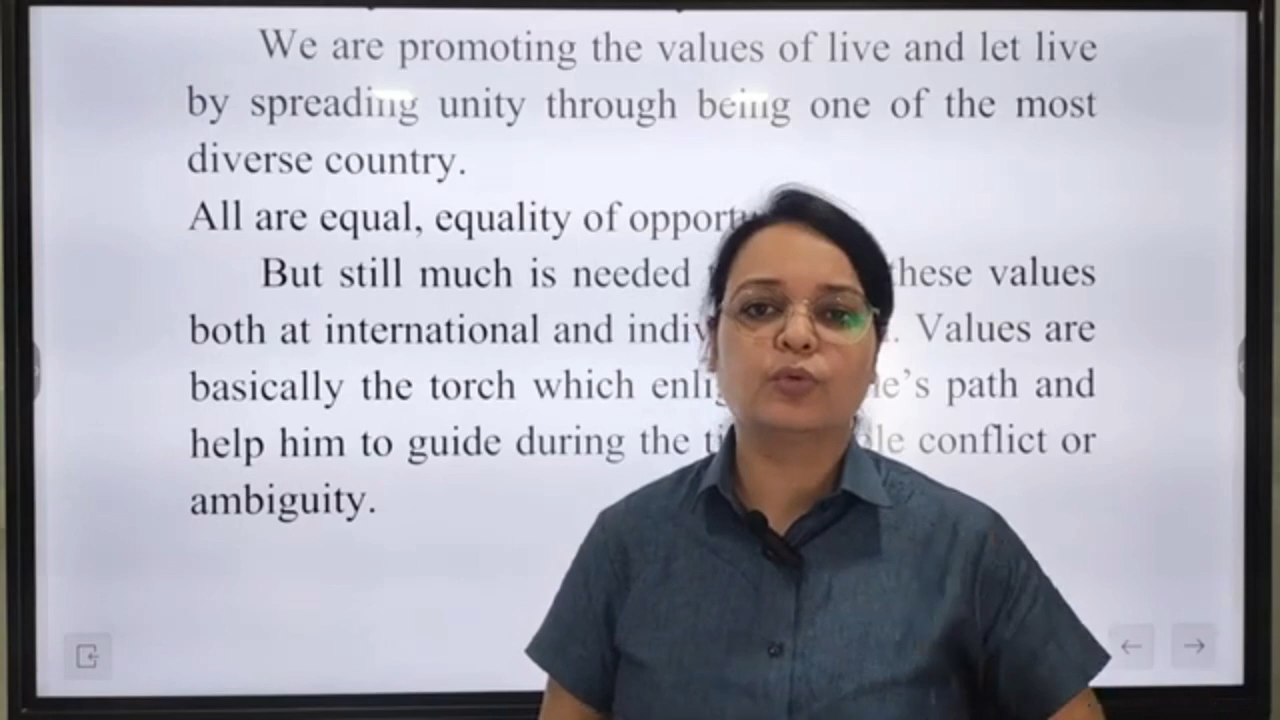 We are promoting the values of live and let live
by spreading unity through being one of the most
diverse country.
All are equal, equality of
But still much is needed these values
both at international and Values are
basically the torch which path and
help him to guide during the conflict or
ambiguity.